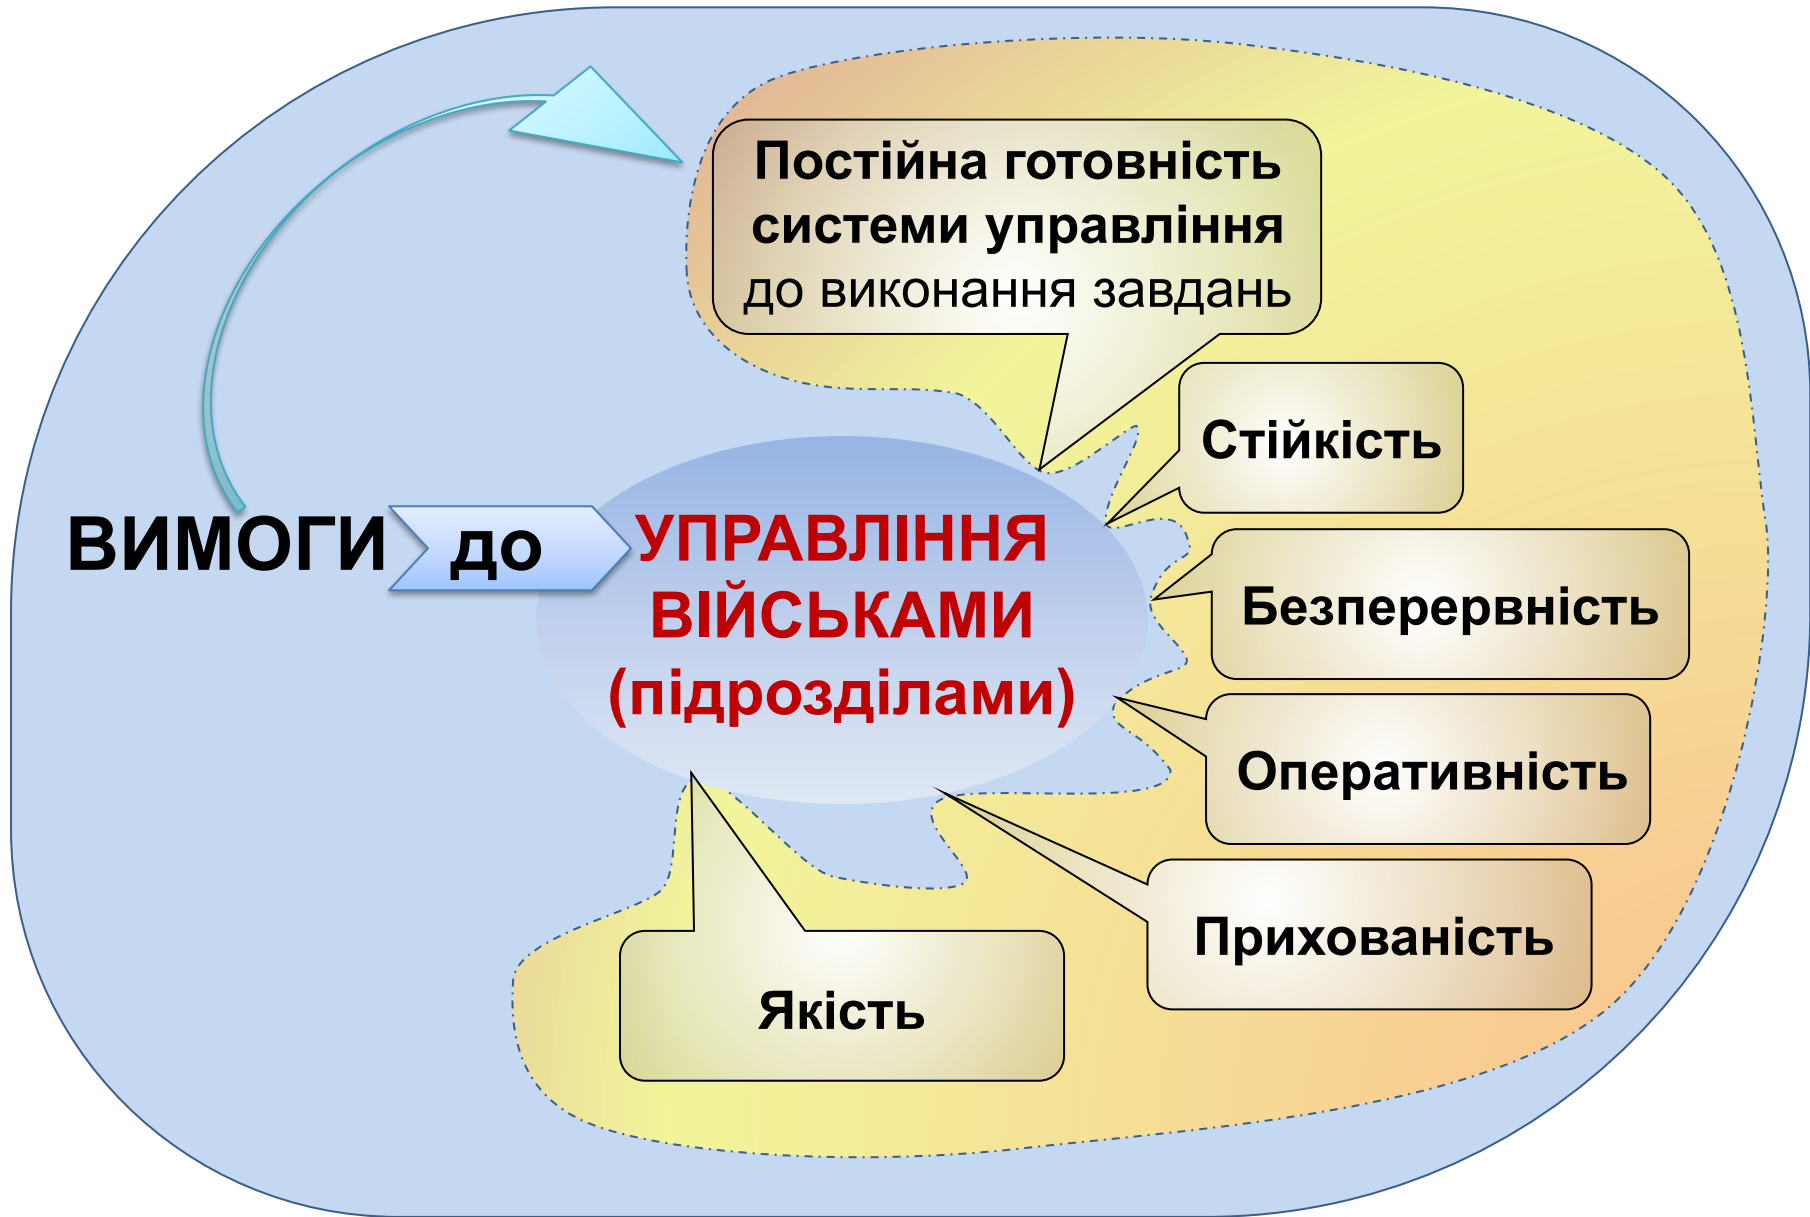 ВИМОГИ до
УПРАВЛІННЯ
ВІЙСЬКАМИ
(підрозділами)
Постійна готовність
системи управління
до виконання завдань
Стійкість
Безперервність
Оперативність
Прихованість
Якість